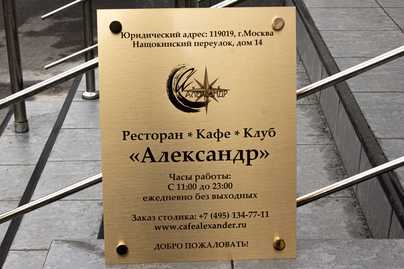 Юридический адрес: 119019, г.Москва
Нащокинский переулок, дом 14
АЛЕКСАНДР
Ресторан * Кафе * Клуб
«Александр»
Часы работы:
С 11:00 до 23:00
ежедневно без выходных
Заказ столика: +7 (495) 134-77-11
www.cafealexander.ru
ДОБРО ПОЖАЛОВАТЬ!